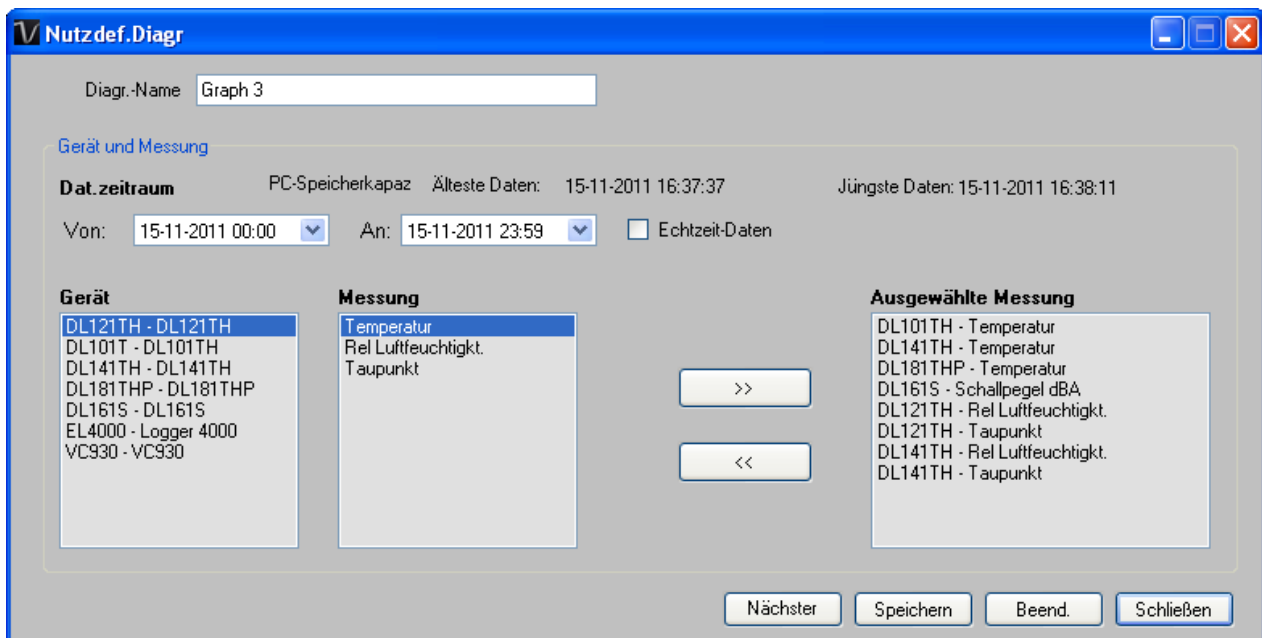 Nutzdef.Diagr
Diagr.-Name Graph 3
Gerät und Messung
Dat.zeitraum PC-Speicherkapaz Älteste Daten: 15-11-2011 16:37:37 Jüngste Daten: 15-11-2011 16:38:11
Von: 15-11-2011 00:00 An: 15-11-2011 23:59 Echtzeit-Daten
Gerät
DL121TH - DL121TH
DL101T - DL101TH
DL141TH - DL141TH
DL181THP - DL181THP
DL161S - DL161S
EL4000 - Logger 4000
VC930 - VC930
Messung
Temperatur
Rel Luftfeuchtigkt.
Taupunkt
>>
<<
Ausgewählte Messung
DL101TH - Temperatur
DL141TH - Temperatur
DL181THP - Temperatur
DL161S - Schallpegel dBA
DL121TH - Rel Luftfeuchtigkt.
DL121TH - Taupunkt
DL141TH - Rel Luftfeuchtigkt.
DL141TH - Taupunkt
Nächster Speichern Beend. Schließen